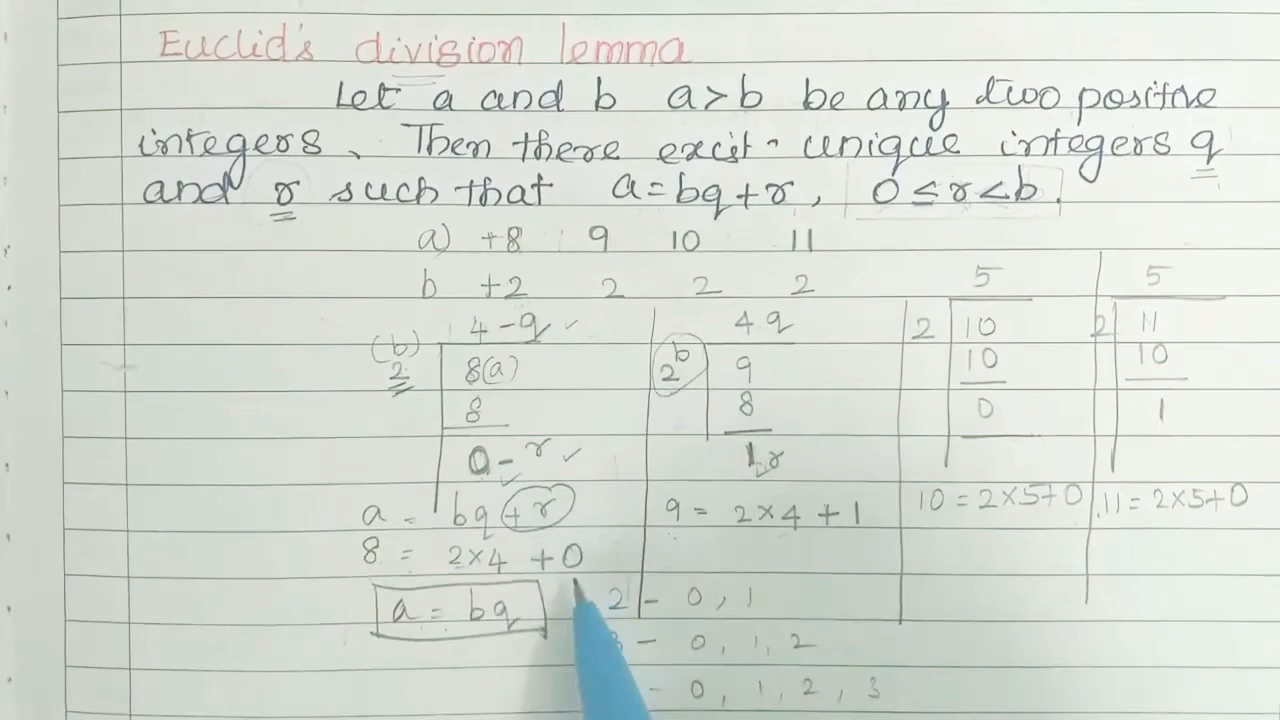 Euclid's division lemma
Let a and b a>b be any two positive
integers. Then there excist unique integers q
and r such that a=bq+r, 0≤r<b.
a) +8 9 10 11
b +2 2 2 2
5 5
4-q ✓ 4 q 2 10 2 11
(b) 2 8(a) 2 b 9 10 10
8 8 0 1
0-r ✓ 1 r
a = bq+r 9 = 2×4+1 10=2×5+0 11=2×5+0
8 = 2×4+0
a = bq 2 - 0, 1
- 0, 1, 2
- 0, 1, 2, 3